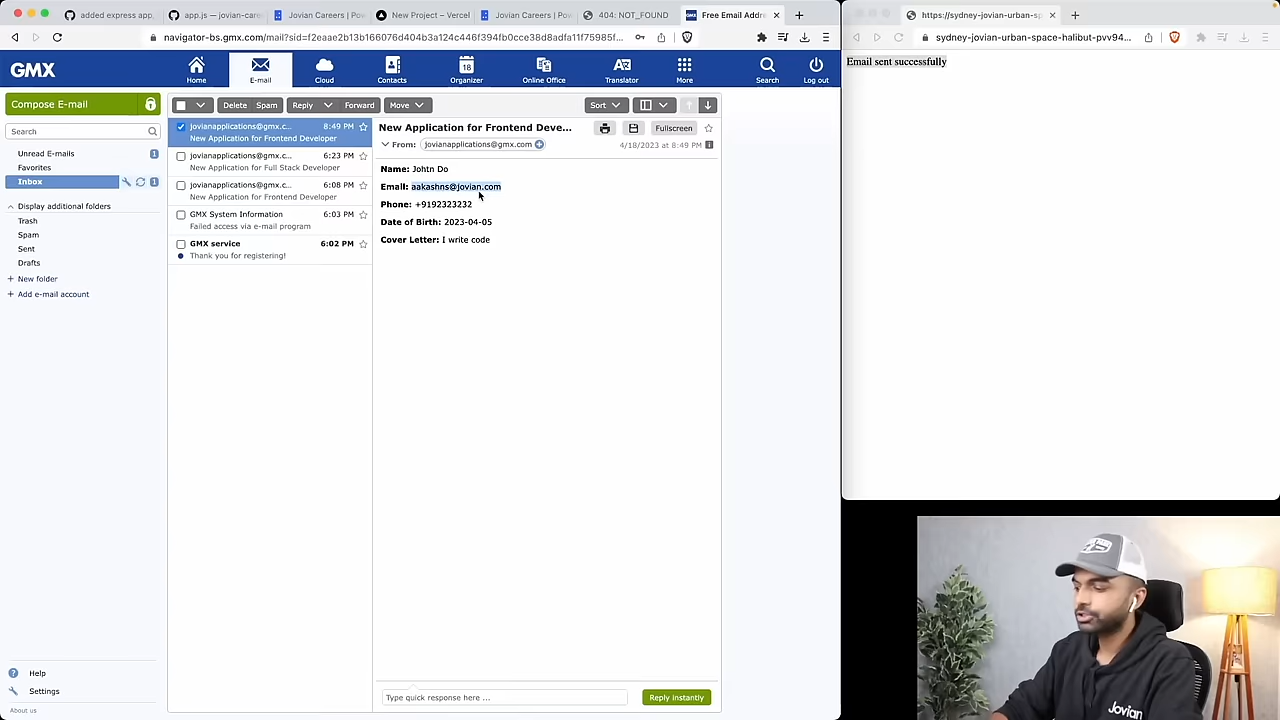 added express app
app.js — jovian-care
Jovian Careers | Pow
New Project – Vercel
Jovian Careers | Pow
404: NOT_FOUND
Free Email Addre
https://sydney-jovian-urban-sp
navigator-bs.gmx.com/mail?sid=f2eaae2b13b166076d404b3a124c446f394fb0cce38d8adfa11f75985f...
sydney-jovian-urban-space-halibut-pvv94...
GMX
Home
E-mail
Cloud
Contacts
18
Organizer
Online Office
Translator
More
Search
Log out
Email sent successfully
Compose E-mail
Search
Unread E-mails 1
Favorites
Inbox 1
Display additional folders
Trash
Spam
Sent
Drafts
+ New folder
+ Add e-mail account
Help
Settings
About us
Delete Spam Reply Forward Move Sort
jovianapplications@gmx.c... 8:49 PM
New Application for Frontend Developer
jovianapplications@gmx.c... 6:23 PM
New Application for Full Stack Developer
jovianapplications@gmx.c... 6:08 PM
New Application for Frontend Developer
GMX System Information 6:03 PM
Failed access via e-mail program
GMX service 6:02 PM
Thank you for registering!
New Application for Frontend Deve...
Fullscreen
From: jovianapplications@gmx.com
4/18/2023 at 8:49 PM
Name: Johtn Do
Email: aakashns@jovian.com
Phone: +9192323232
Date of Birth: 2023-04-05
Cover Letter: I write code
Type quick response here ...
Reply instantly
Jovian